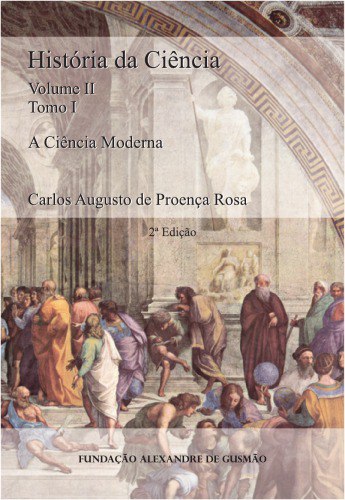 História da Ciência
Volume II
Tomo I
A Ciência Moderna
Carlos Augusto de Proença Rosa
2ª Edição
FUNDAÇÃO ALEXANDRE DE GUSMÃO